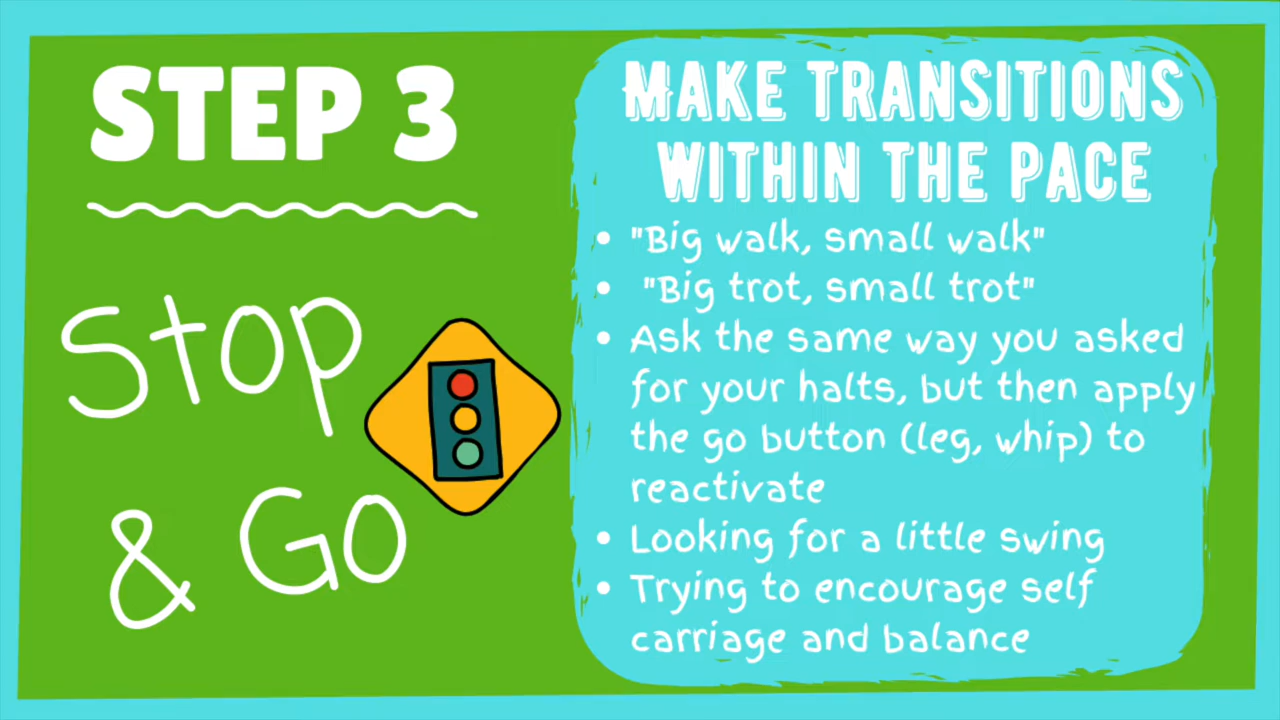 STEP 3
Stop
& Go
MAKE TRANSITIONS
WITHIN THE PACE
• "Big walk, small walk"
• "Big trot, small trot"
• Ask the same way you asked
for your halts, but then apply
the go button (leg, whip) to
reactivate
• Looking for a little swing
• Trying to encourage self
carriage and balance